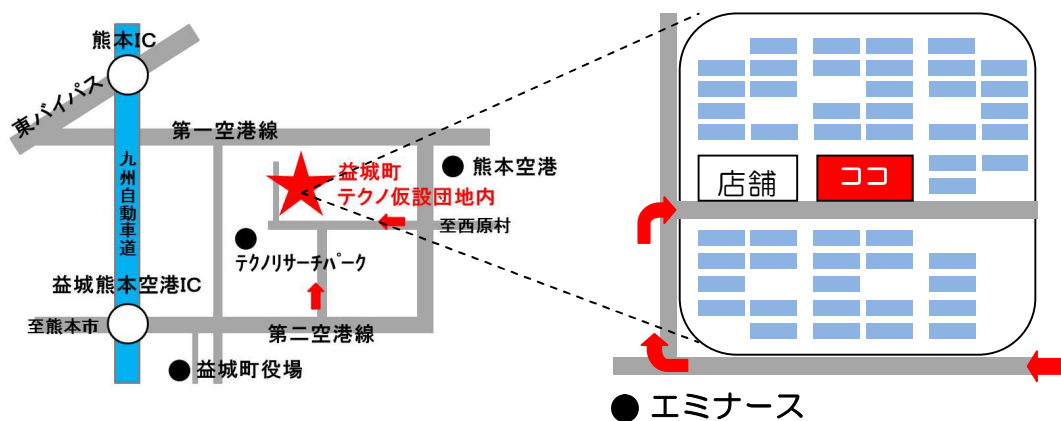 熊本IC
東バイパス
第一空港線
九州自動車道
益城町
テクノ仮設団地内
熊本空港
至西原村
テクノリサーチパーク
益城熊本空港IC
至熊本市
第二空港線
益城町役場
店舗
ココ
エミナース